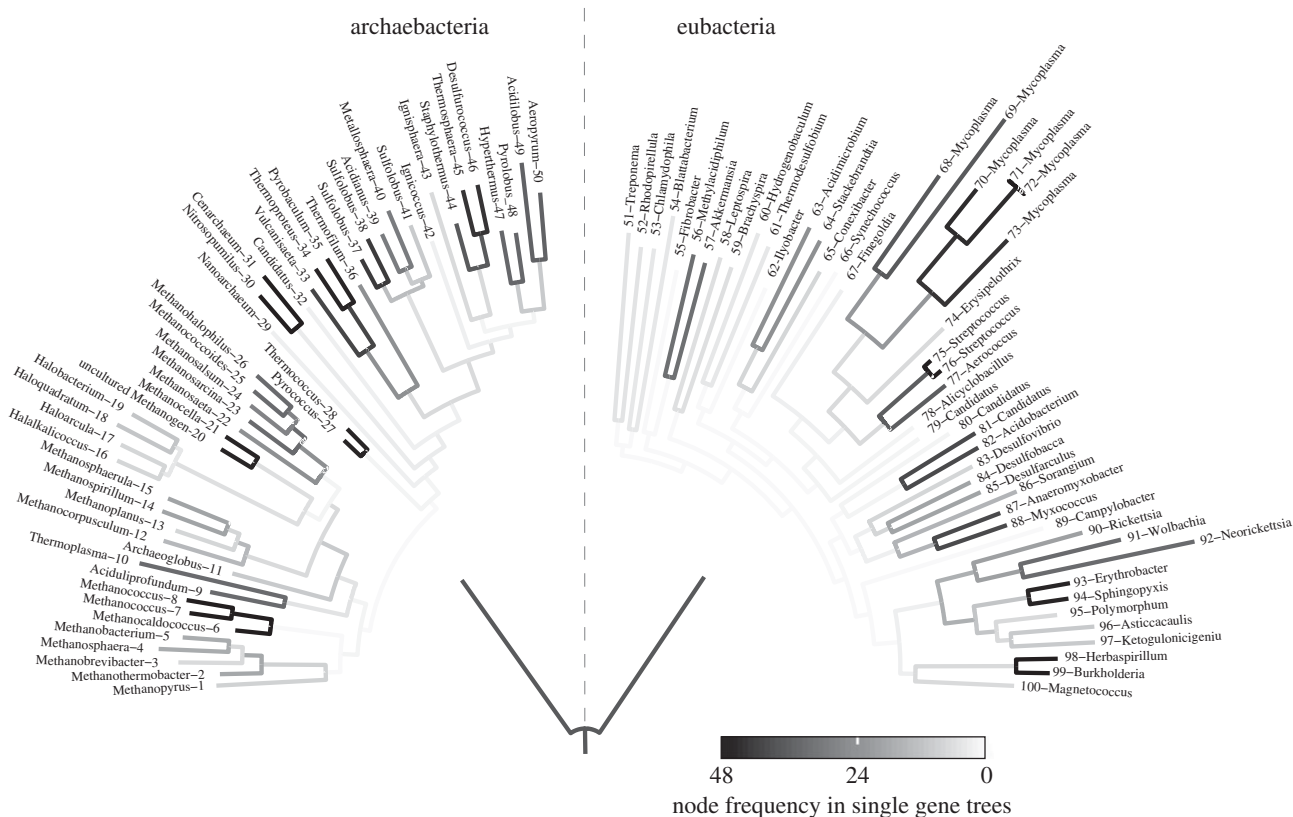 archaebacteria
eubacteria
Methanopyrus–1
Methanothermobacter–2
Methanobrevibacter–3
Methanosphaera–4
Methanobacterium–5
Methanocaldococcus–6
Methanococcus–7
Methanococcus–8
Aciduliprofundum–9
Thermoplasma–10
Archaeoglobus–11
Methanocorpusculum–12
Methanoplanus–13
Methanospirillum–14
Methanosphaerula–15
Halalkalicoccus–16
Haloarcula–17
Haloquadratum–18
Halobacterium–19
uncultured Methanogen–20
Methanocella–21
Methanosaeta–22
Methanosarcina–23
Methanosalsum–24
Methanococcoides–25
Methanohalophilus–26
Pyrococcus–27
Thermococcus–28
Nanoarchaeum–29
Nitrosopumilus–30
Cenarchaeum–31
Candidatus–32
Vulcanisaeta–33
Thermoproteus–34
Pyrobaculum–35
Thermofilum–36
Sulfolobus–37
Sulfolobus–38
Acidianus–39
Metallosphaera–40
Sulfolobus–41
Ignicoccus–42
Ignisphaera–43
Staphylothermus–44
Thermosphaera–45
Desulfurococcus–46
Hyperthermus–47
Pyrolobus_48
Acidilobus–49
Aeropyrum–50
51–Treponema
52–Rhodopirellula
53–Chlamydophila
54–Blattabacterium
55–Fibrobacter
56–Methylacidiphilum
57–Akkermansia
58–Leptospira
59–Brachyspira
60–Hydrogenobaculum
61–Thermodesulfobium
62–Ilyobacter
63–Acidimicrobium
64–Stackebrandtia
65–Conexibacter
66–Synechococcus
67–Finegoldia
68–Mycoplasma
69–Mycoplasma
70–Mycoplasma
71–Mycoplasma
72–Mycoplasma
73–Mycoplasma
74–Erysipelothrix
75–Streptococcus
76–Streptococcus
77–Aerococcus
78–Alicyclobacillus
79–Candidatus
80–Candidatus
81–Candidatus
82–Acidobacterium
83–Desulfovibrio
84–Desulfobacca
85–Desulfarculus
86–Sorangium
87–Anaeromyxobacter
88–Myxococcus
89–Campylobacter
90–Rickettsia
91–Wolbachia
92–Neorickettsia
93–Erythrobacter
94–Sphingopyxis
95–Polymorphum
96–Asticcacaulis
97–Ketogulonicigeniu
98–Herbaspirillum
99–Burkholderia
100–Magnetococcus
48 24 0
node frequency in single gene trees